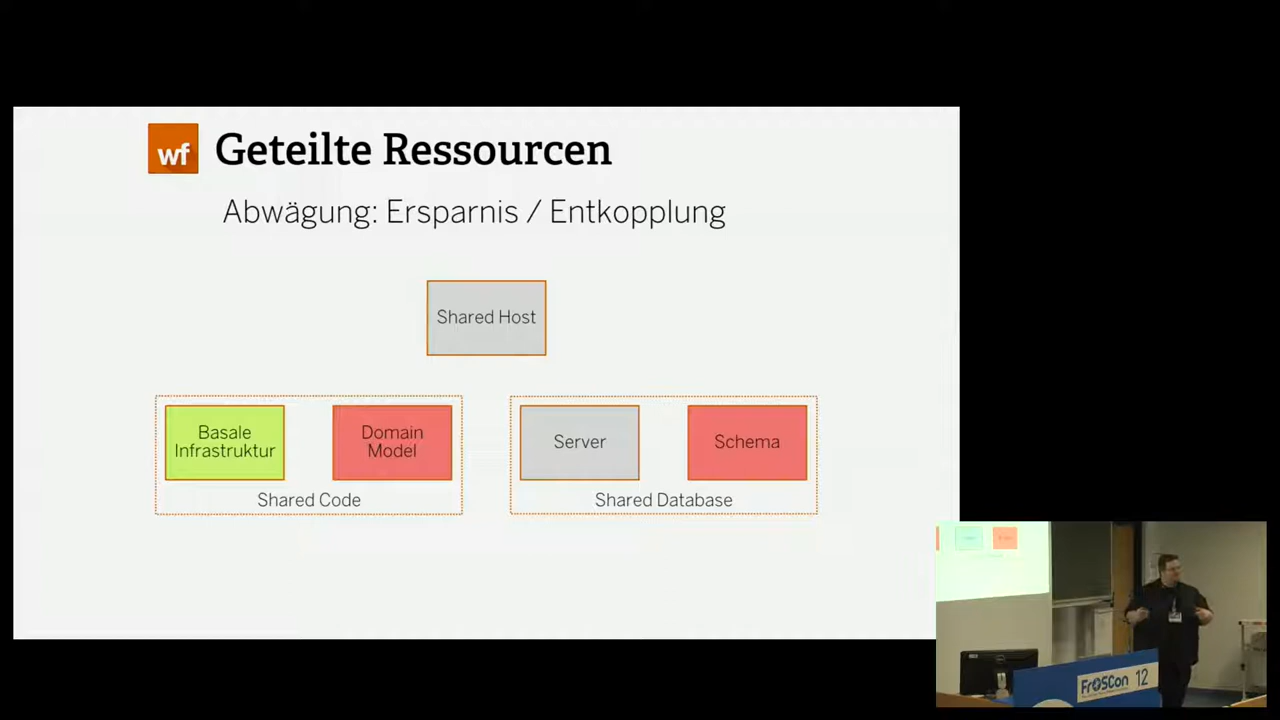 wf
Geteilte Ressourcen
Abwägung: Ersparnis / Entkopplung
Shared Host
Basale
Infrastruktur
Domain
Model
Server
Schema
Shared Code
Shared Database
FrOSCon 12